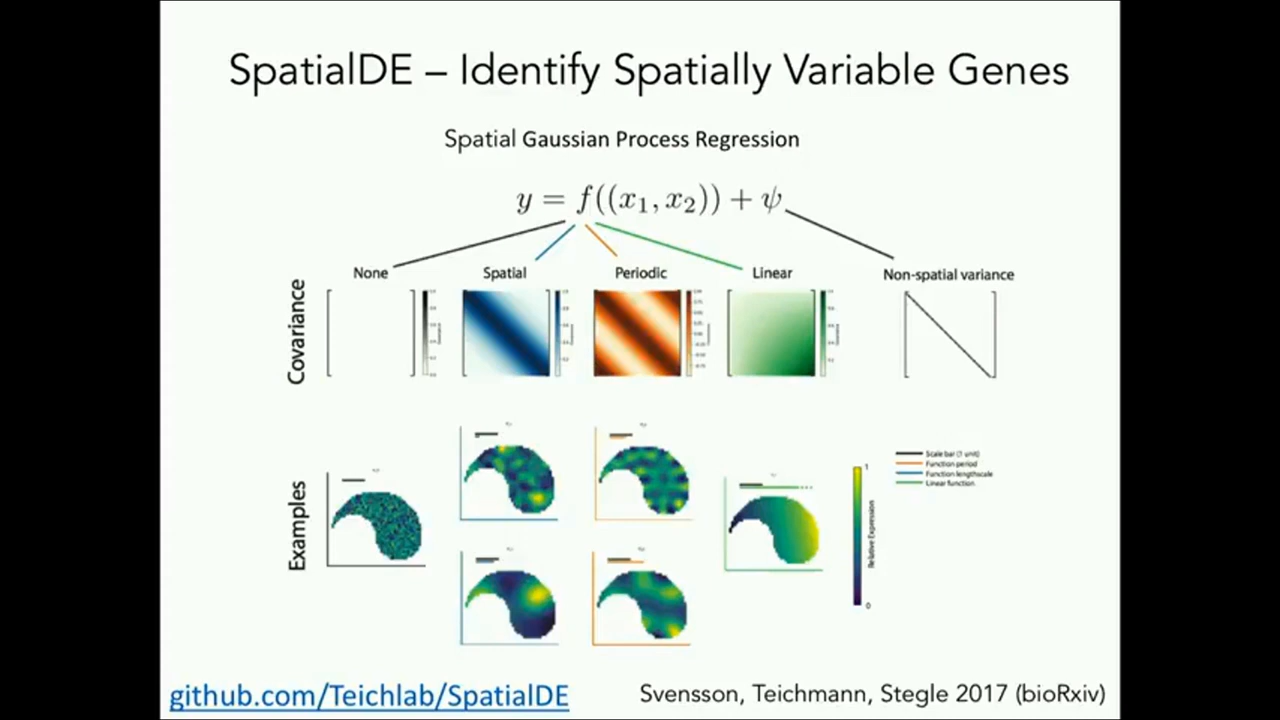 SpatialDE – Identify Spatially Variable Genes
Spatial Gaussian Process Regression
y = f((x₁, x₂)) + ψ
None
Spatial
Periodic
Linear
Non-spatial variance
Covariance
Examples
Scale bar (1 unit)
Function period
Function lengthscale
Linear function
1
Relative Expression
0
github.com/Teichlab/SpatialDE
Svensson, Teichmann, Stegle 2017 (bioRxiv)